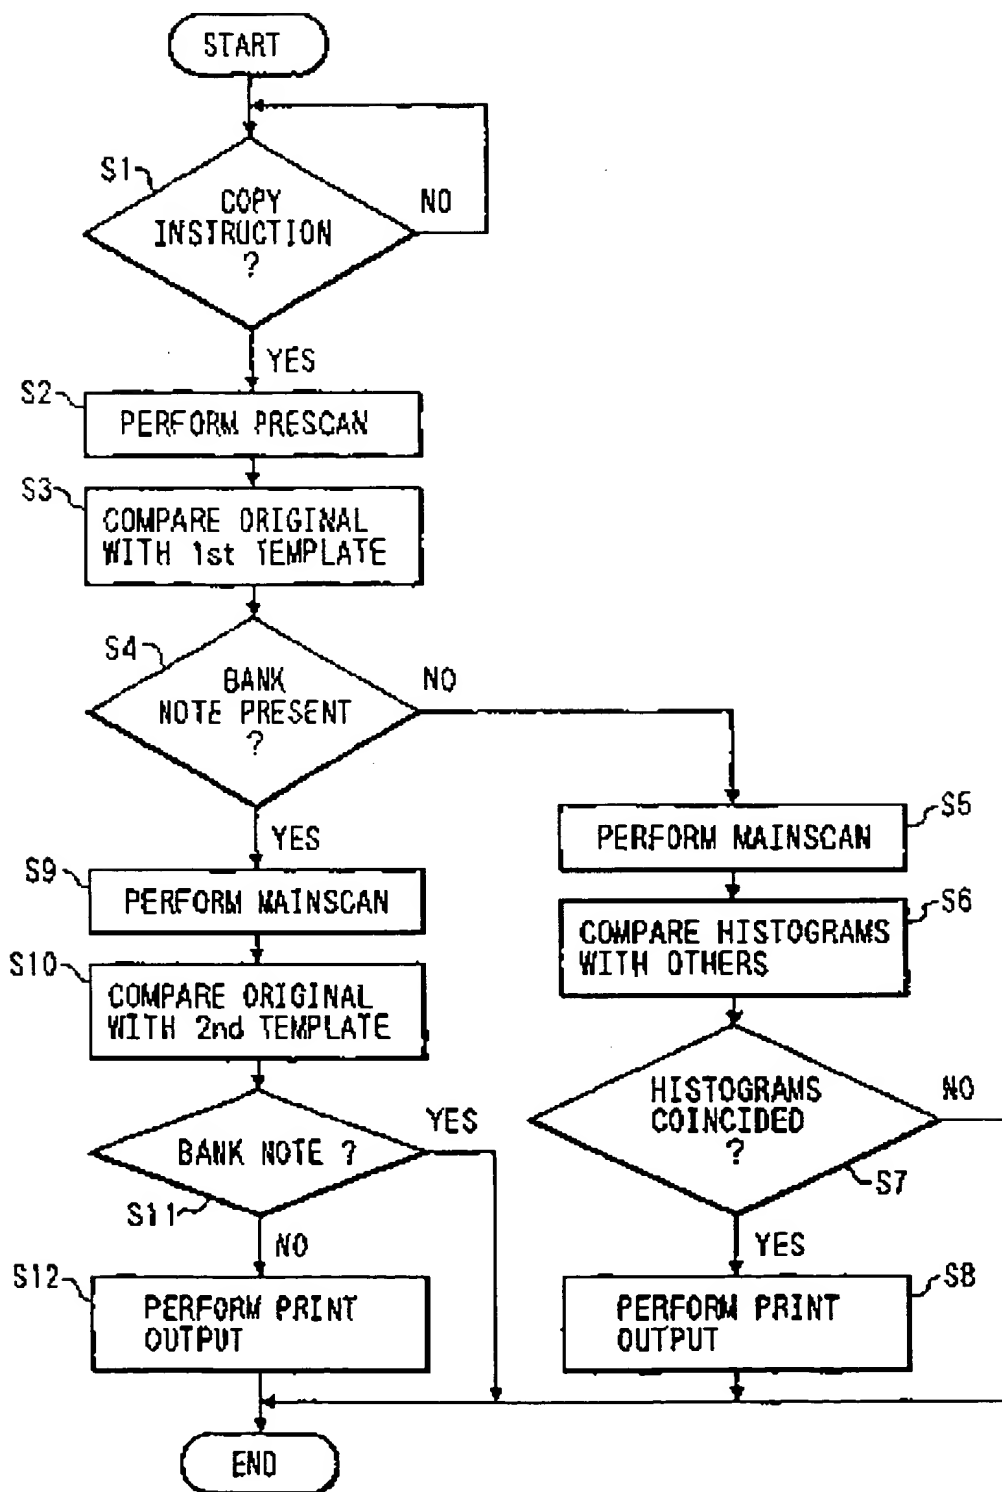 START
S1
COPY
INSTRUCTION
?
NO
YES
S2
PERFORM PRESCAN
S3
COMPARE ORIGINAL
WITH 1st TEMPLATE
S4
BANK
NOTE PRESENT
?
NO
YES
S5
PERFORM MAINSCAN
S6
COMPARE HISTOGRAMS
WITH OTHERS
HISTOGRAMS
COINCIDED
?
NO
S7
YES
S8
PERFORM PRINT
OUTPUT
S9
PERFORM MAINSCAN
S10
COMPARE ORIGINAL
WITH 2nd TEMPLATE
BANK NOTE ?
YES
S11
NO
S12
PERFORM PRINT
OUTPUT
END